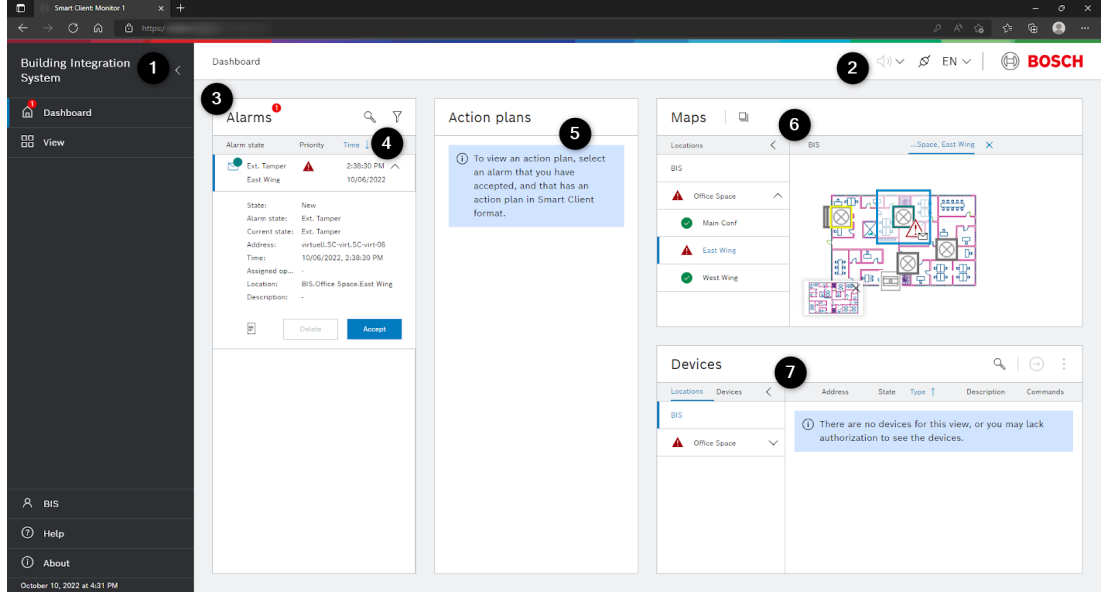 Smart Client: Monitor 1
https:/
Building Integration
System
1
Dashboard
2
EN
BOSCH
1
Dashboard
View
3
Alarms
1
4
Alarm state Priority Time ↓
Ext. Tamper 2:38:30 PM
East Wing 10/06/2022
State: New
Alarm state: Ext. Tamper
Current state: Ext. Tamper
Address: virtuell.SC-virt.SC-virt-06
Time: 10/06/2022, 2:38:30 PM
Assigned op... -
Location: BIS.Office Space.East Wing
Description: -
Delete Accept
Action plans
5
To view an action plan, select
an alarm that you have
accepted, and that has an
action plan in Smart Client
format.
Maps
6
Locations
BIS ...Space, East Wing
BIS
Office Space
Main Conf
East Wing
West Wing
Devices
7
Locations Devices
Address State Type ↑ Description Commands
BIS
Office Space
There are no devices for this view, or you may lack
authorization to see the devices.
BIS
Help
About
October 10, 2022 at 4:31 PM